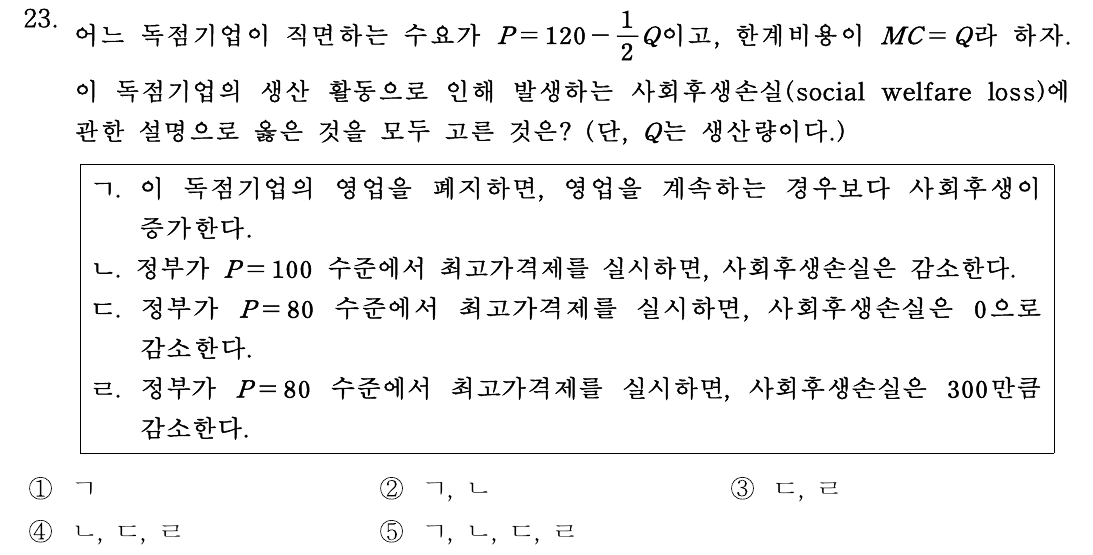 23. 어느 독점기업이 직면하는 수요가 P=120-1/2Q이고, 한계비용이 MC=Q라 하자.
이 독점기업의 생산 활동으로 인해 발생하는 사회후생손실(social welfare loss)에
관한 설명으로 옳은 것을 모두 고른 것은? (단, Q는 생산량이다.)
ㄱ. 이 독점기업의 영업을 폐지하면, 영업을 계속하는 경우보다 사회후생이
증가한다.
ㄴ. 정부가 P=100 수준에서 최고가격제를 실시하면, 사회후생손실은 감소한다.
ㄷ. 정부가 P=80 수준에서 최고가격제를 실시하면, 사회후생손실은 0으로
감소한다.
ㄹ. 정부가 P=80 수준에서 최고가격제를 실시하면, 사회후생손실은 300만큼
감소한다.
① ㄱ ② ㄱ, ㄴ ③ ㄷ, ㄹ
④ ㄴ, ㄷ, ㄹ ⑤ ㄱ, ㄴ, ㄷ, ㄹ